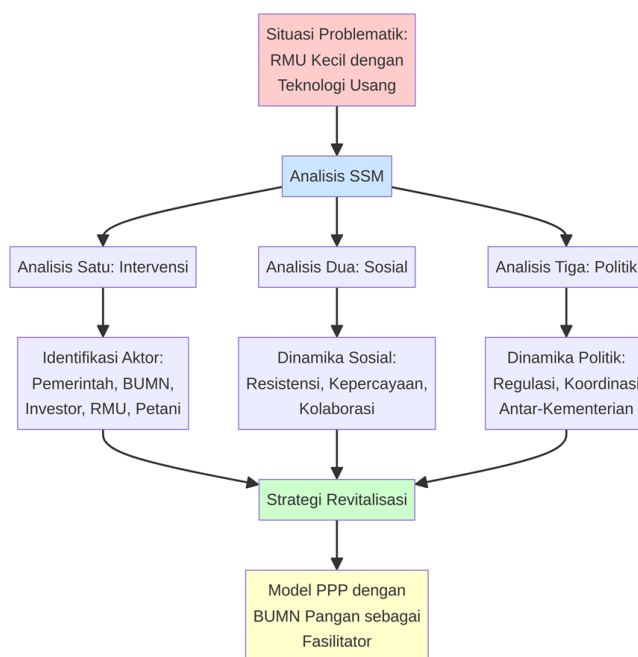 Situasi Problematik:
RMU Kecil dengan
Teknologi Usang
Analisis SSM
Analisis Satu: Intervensi
Analisis Dua: Sosial
Analisis Tiga: Politik
Identifikasi Aktor:
Pemerintah, BUMN,
Investor, RMU, Petani
Dinamika Sosial:
Resistensi, Kepercayaan,
Kolaborasi
Dinamika Politik:
Regulasi, Koordinasi
Antar-Kementerian
Strategi Revitalisasi
Model PPP dengan
BUMN Pangan sebagai
Fasilitator